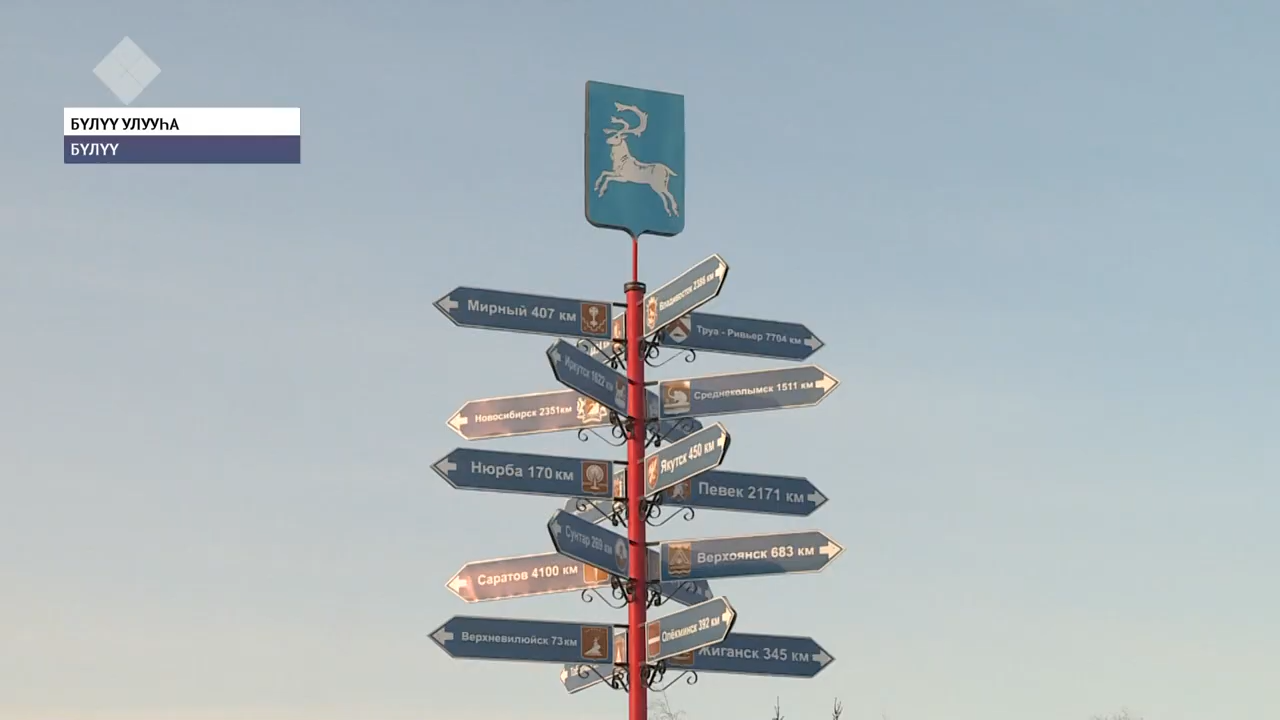 БҮЛҮҮ УЛУУҺА
БҮЛҮҮ
Владивосток 2386 км
Мирный 407 км
Труа - Ривьер 7704 км
Иркутск 1622 км
Среднеколымск 1511 км
Новосибирск 2351км
Якутск 450 км
Нюрба 170 км
Певек 2171 км
Сунтар 269 км
Верхоянск 683 км
Саратов 4100 км
Олёкминск 392 км
Верхневилюйск 73км
Жиганск 345 км